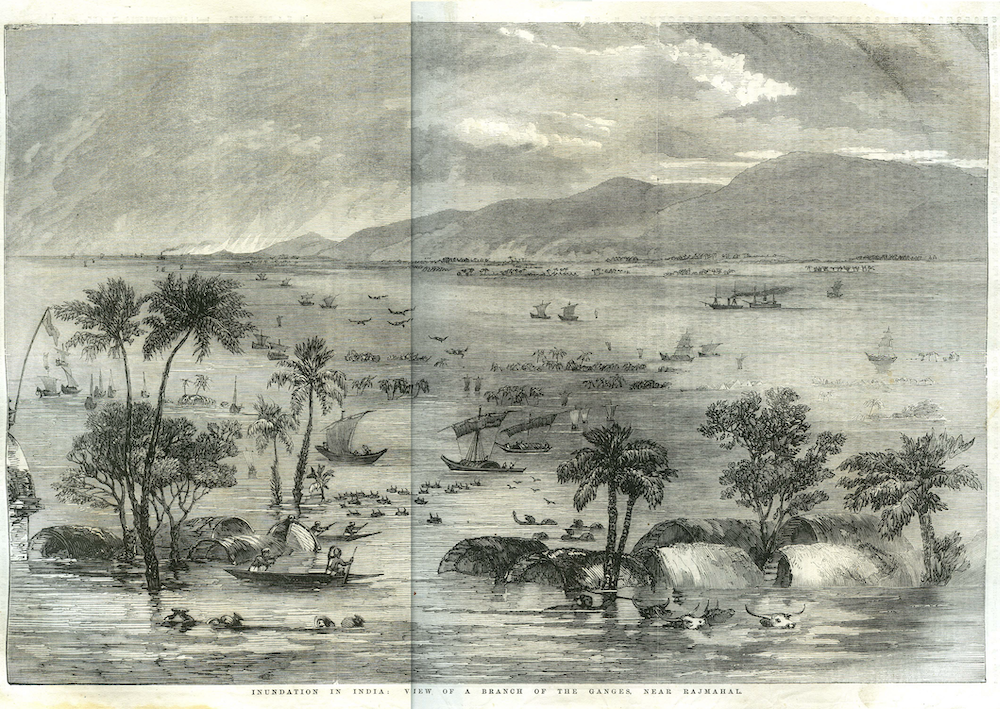 INUNDATION IN INDIA: VIEW OF A BRANCH OF THE GANGES, NEAR RAJMAHAL.